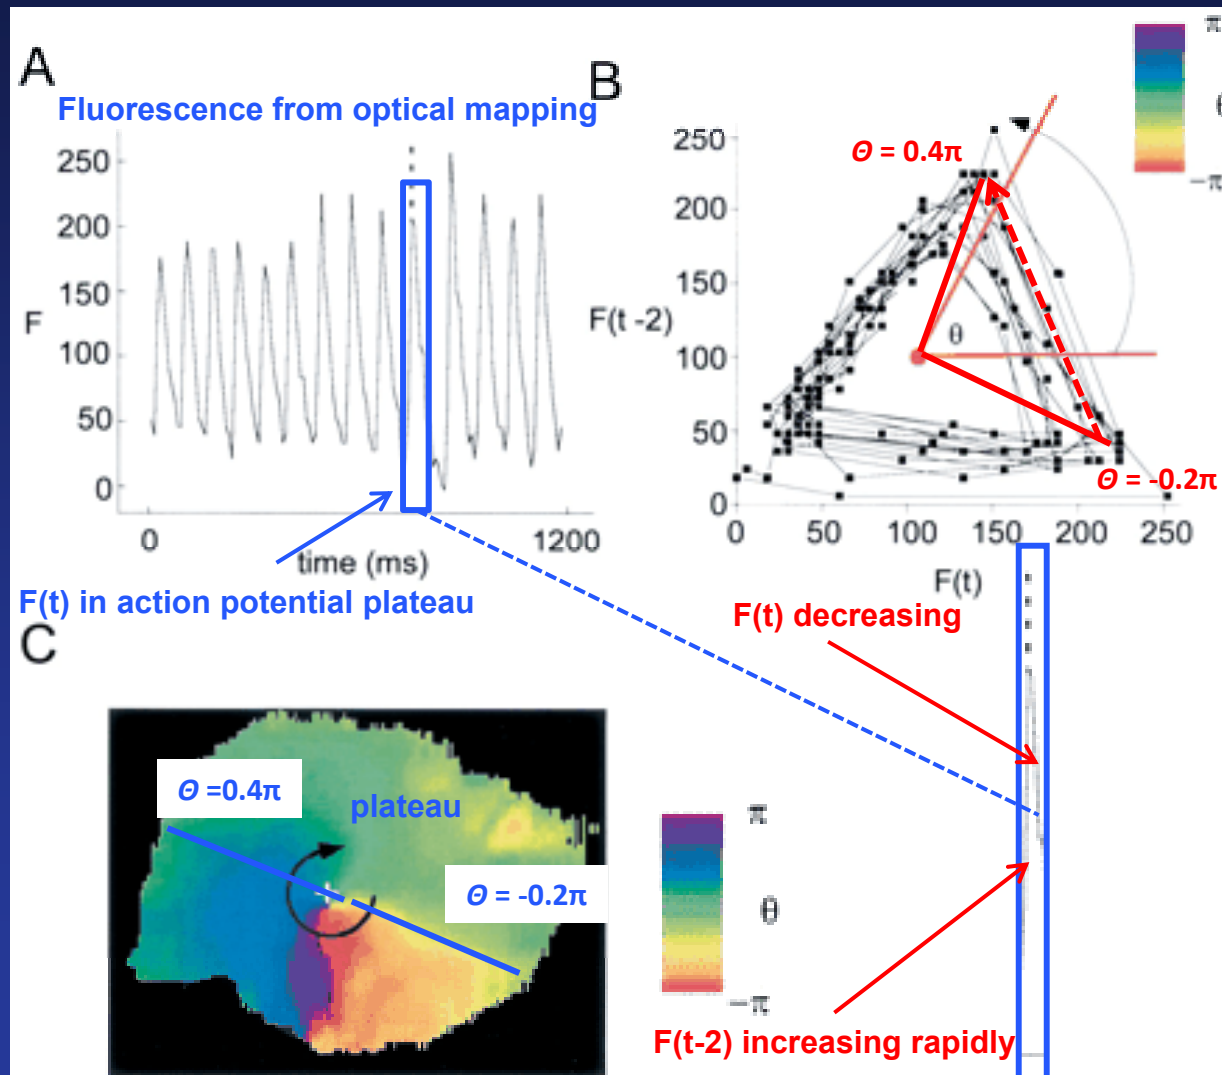 A
Fluorescence from optical mapping
250
200
150
100
50
0
F
0
1200
time (ms)
F(t) in action potential plateau
B
π
θ
−π
250
200
150
100
50
0
F(t -2)
Θ = 0.4π
θ
Θ = -0.2π
0 50 100 150 200 250
F(t)
F(t) decreasing
C
Θ =0.4π
plateau
Θ = -0.2π
π
θ
−π
F(t-2) increasing rapidly